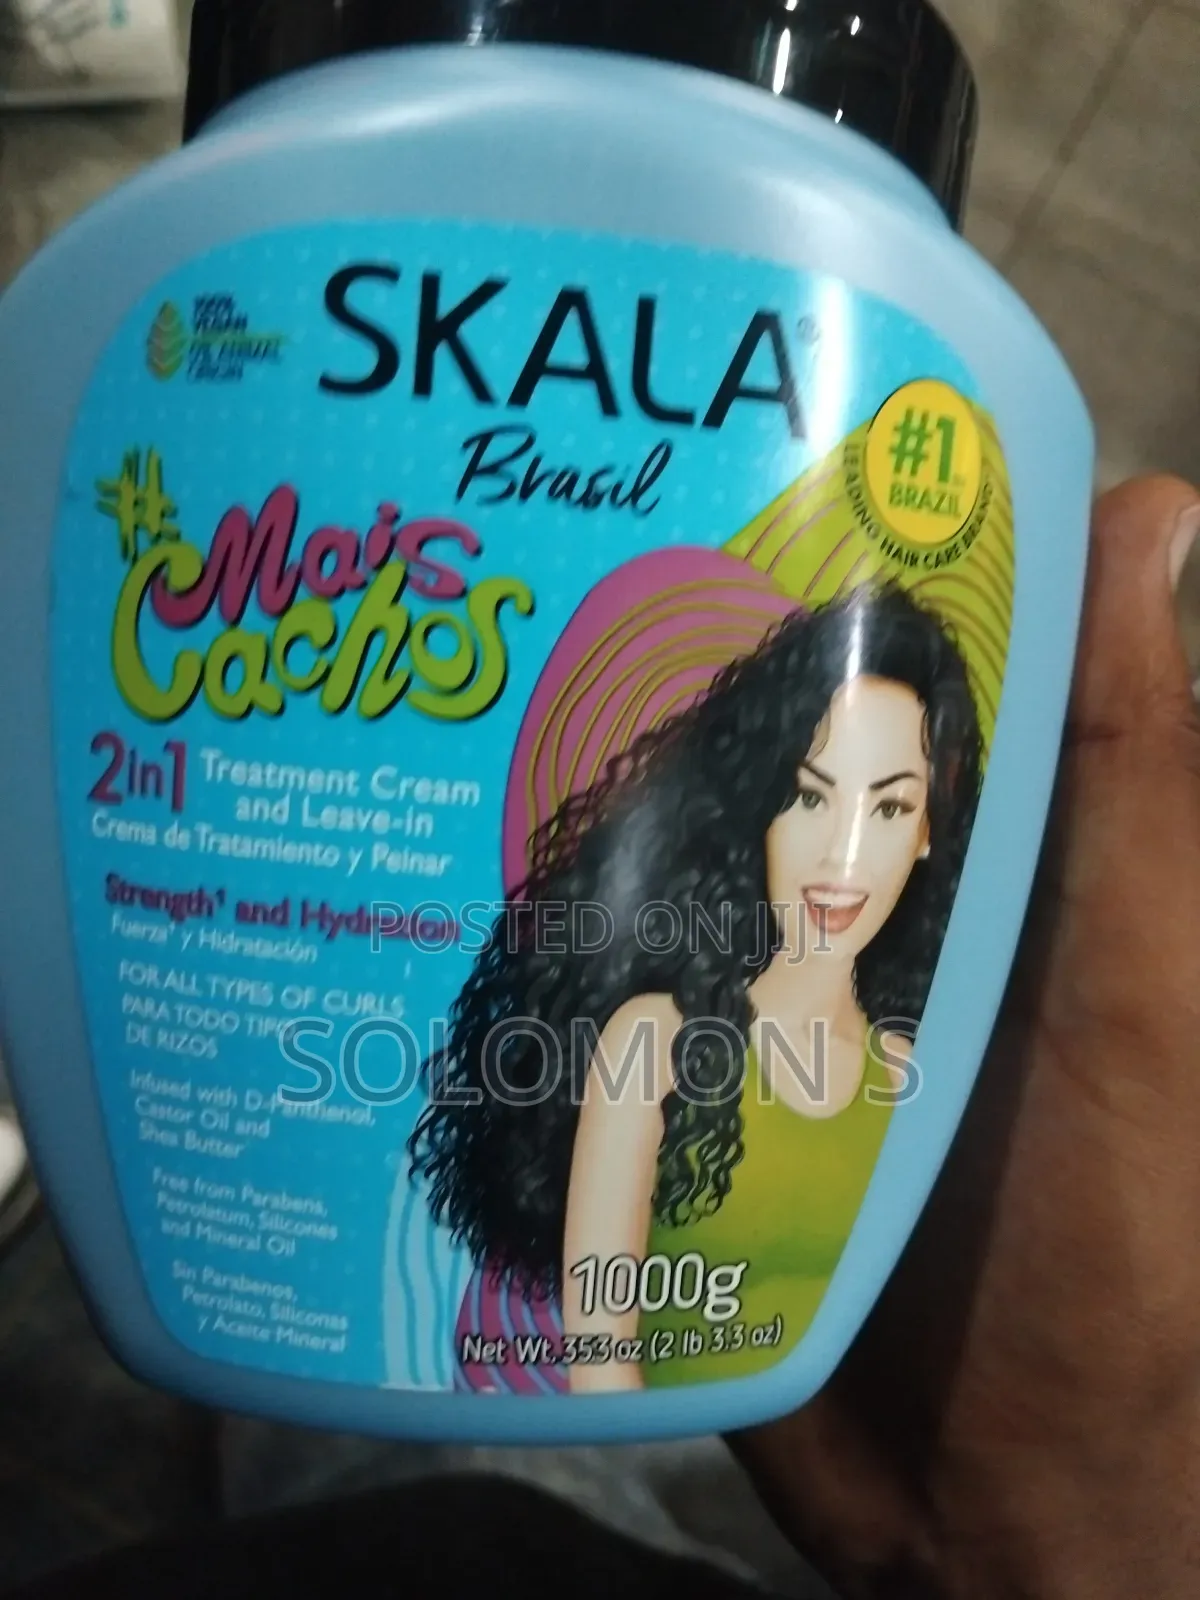 SKALA®
Brasil
100%
VEGAN
#1
BRAZIL
LEADING HAIR CARE BRAND
#Mais
Cachos
2in1 Treatment Cream
and Leave-in
Crema de Tratamiento y Peinar
Strength¹ and Hydration
Fuerza¹ y Hidratación
FOR ALL TYPES OF CURLS
PARA TODO TIPO
DE RIZOS
Infused with D-Panthenol,
Castor Oil and
Shea Butter
Free from Parabens,
Petrolatum, Silicones
and Mineral Oil
Sin Parabenos,
Petrolato, Siliconas
y Aceite Mineral
1000g
Net Wt. 35.3 oz (2 lb 3.3 oz)
POSTED ON JIJI
SOLOMON S